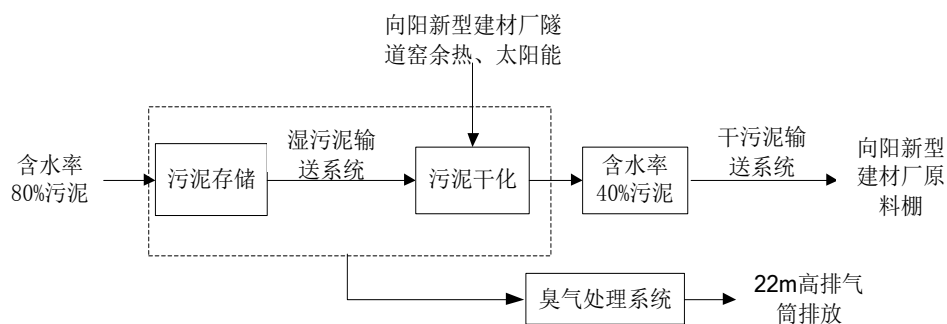 向阳新型建材厂隧
道窑余热、太阳能
含水率
80%污泥
污泥存储
湿污泥输
送系统
污泥干化
含水率
40%污泥
干污泥输
送系统
向阳新型
建材厂原
料棚
臭气处理系统
22m高排气
筒排放